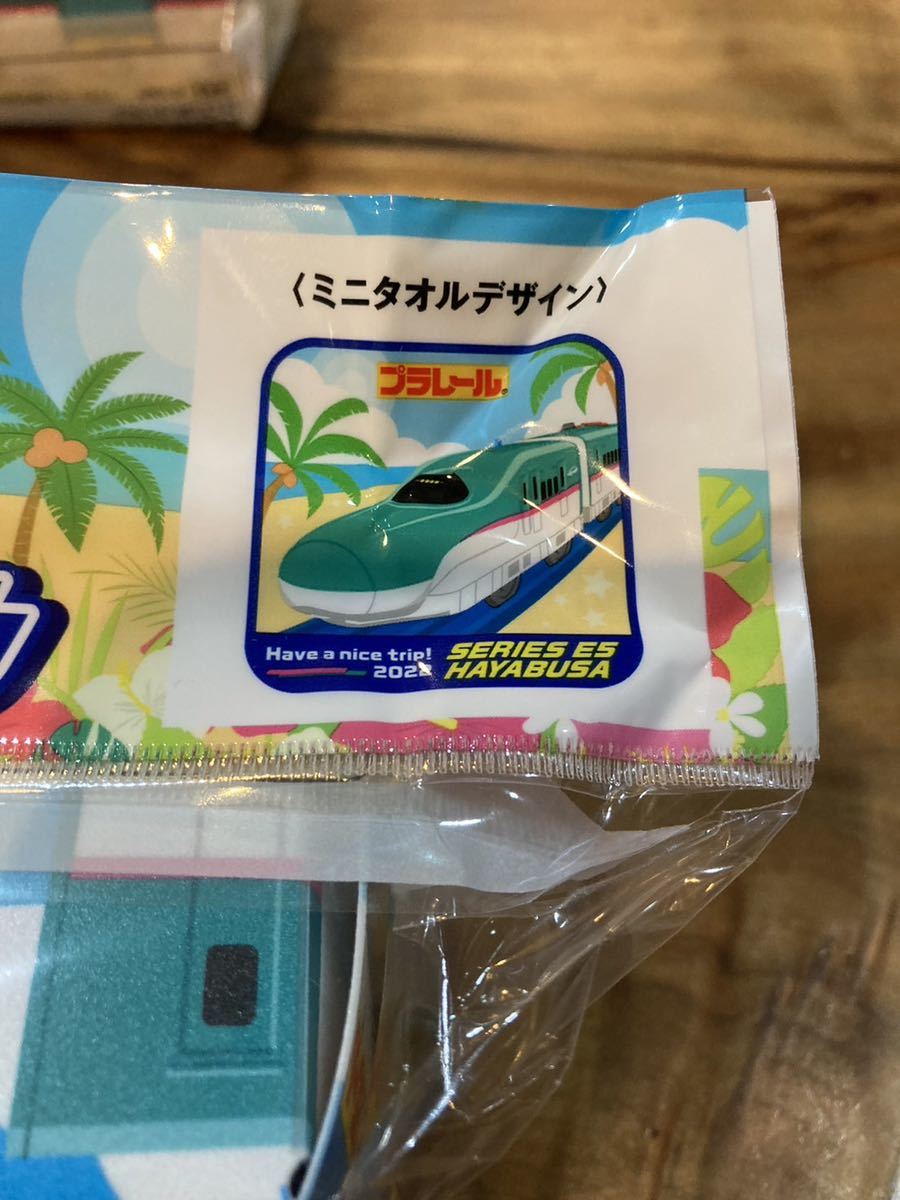 〈ミニタオルデザイン〉
プラレール®
Have a nice trip!
2022
SERIES E5
HAYABUSA